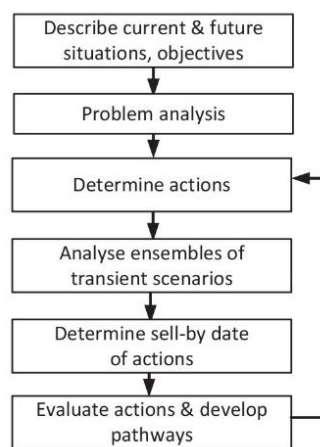 Describe current & future
situations, objectives
Problem analysis
Determine actions
Analyse ensembles of
transient scenarios
Determine sell-by date
of actions
Evaluate actions & develop
pathways